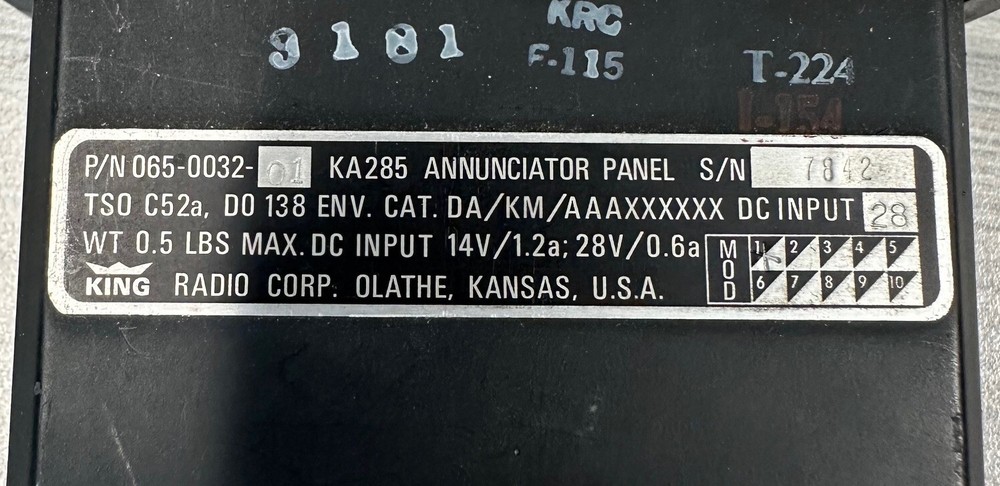 KRC
9181
F-115
T-224
P/N 065-0032-01 KA285 ANNUNCIATOR PANEL S/N 7842
TSO C52a, DO 138 ENV. CAT. DA/KM/AAAXXXXXX DC INPUT 28
WT 0.5 LBS MAX. DC INPUT 14V/1.2a; 28V/0.6a
MOD 1 2 3 4 5
6 7 8 9 10
KING RADIO CORP. OLATHE, KANSAS, U.S.A.